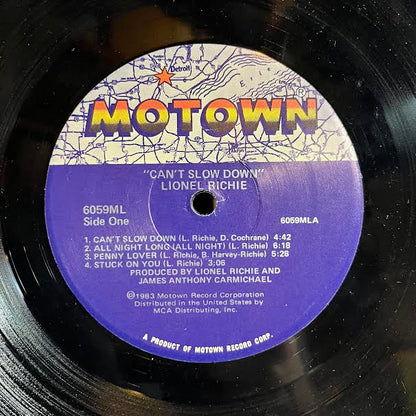 Detroit
MOTOWN®
"CAN'T SLOW DOWN"
LIONEL RICHIE
6059ML
Side One
6059MLA
1. CAN'T SLOW DOWN (L. Richie, D. Cochrane) 4:42
2. ALL NIGHT LONG (ALL NIGHT) (L. Richie) 6:18
3. PENNY LOVER (L. Richie, B. Harvey-Richie) 5:28
4. STUCK ON YOU (L. Richie) 3:06
PRODUCED BY LIONEL RICHIE AND
JAMES ANTHONY CARMICHAEL
℗1983 Motown Record Corporation
Distributed in the United States by
MCA Distributing, Inc.
A PRODUCT OF MOTOWN RECORD CORP.